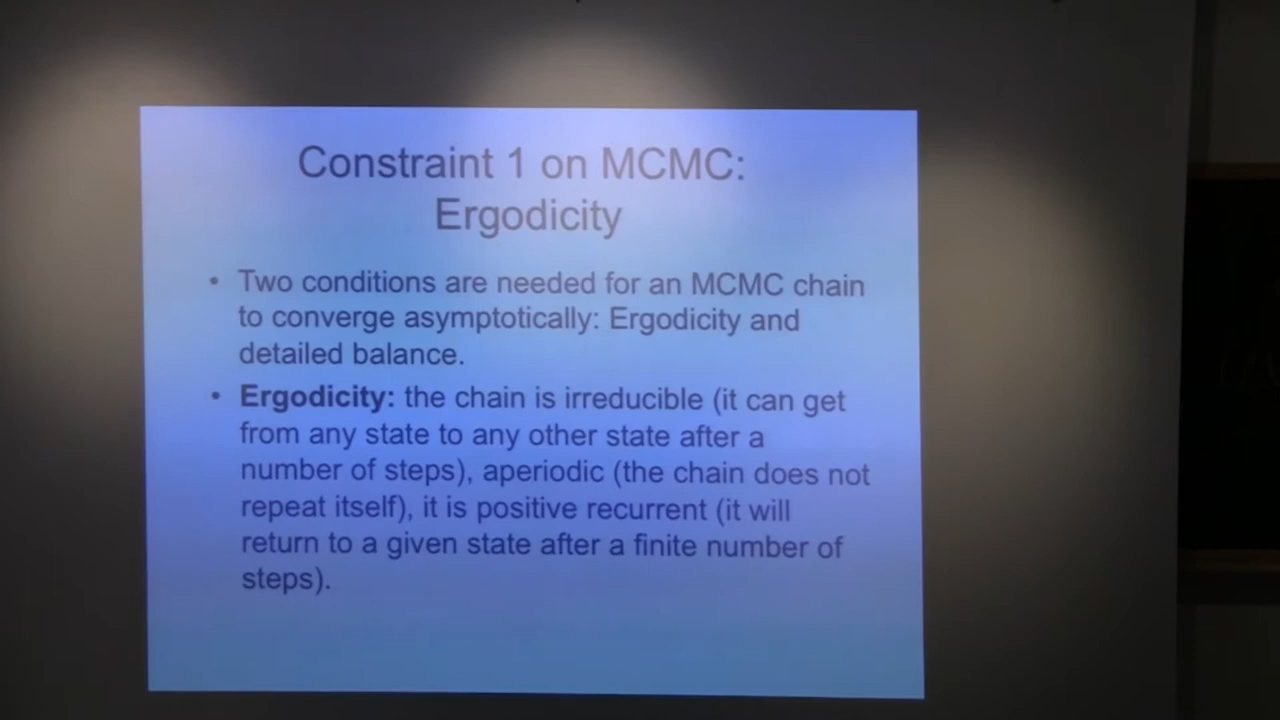 Constraint 1 on MCMC:
Ergodicity
• Two conditions are needed for an MCMC chain
to converge asymptotically: Ergodicity and
detailed balance.
• Ergodicity: the chain is irreducible (it can get
from any state to any other state after a
number of steps), aperiodic (the chain does not
repeat itself), it is positive recurrent (it will
return to a given state after a finite number of
steps).